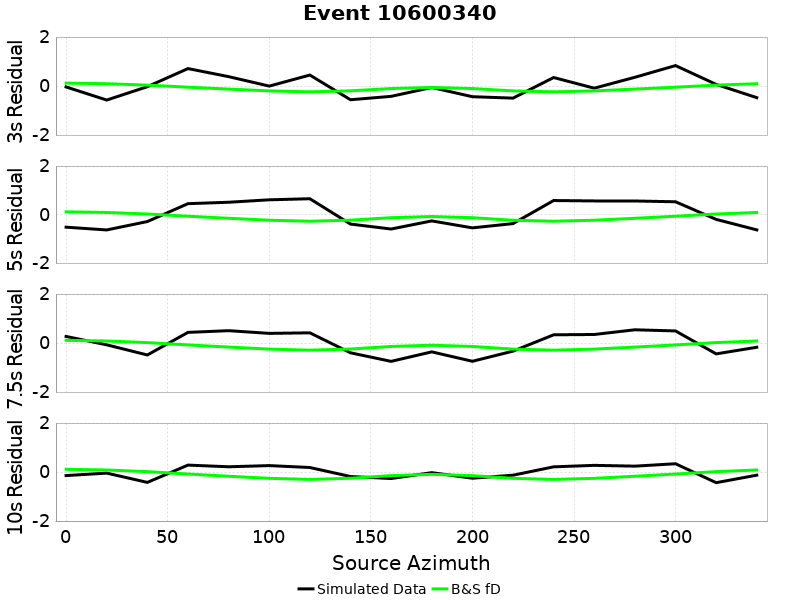 Event 10600340
3s Residual
2
0
-2
5s Residual
2
0
-2
7.5s Residual
2
0
-2
10s Residual
2
0
-2
0 50 100 150 200 250 300
Source Azimuth
Simulated Data B&S fD